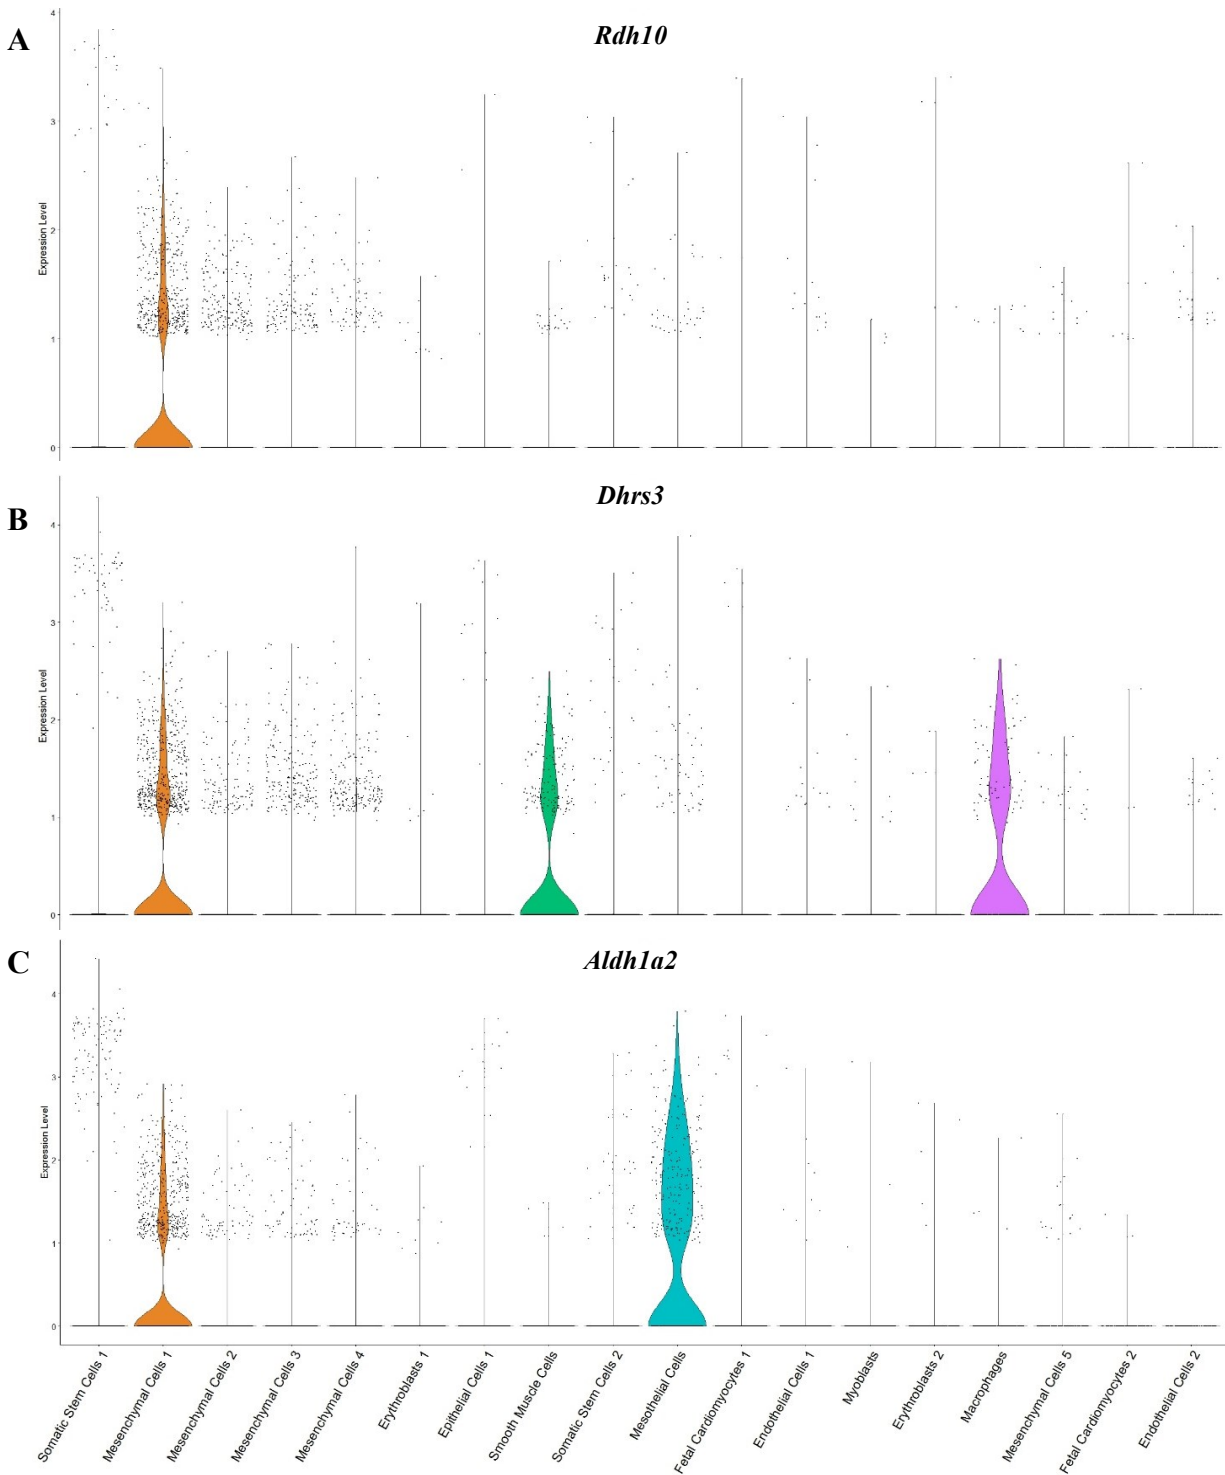 A
Rdh10
Expression Level
4
3
2
1
0
B
Dhrs3
Expression Level
4
3
2
1
0
C
Aldh1a2
Expression Level
4
3
2
1
0
Somatic Stem Cells 1
Mesenchymal Cells 1
Mesenchymal Cells 2
Mesenchymal Cells 3
Mesenchymal Cells 4
Erythroblasts 1
Epithelial Cells 1
Smooth Muscle Cells
Somatic Stem Cells 2
Mesothelial Cells
Fetal Cardiomyocytes 1
Endothelial Cells 1
Myoblasts
Erythroblasts 2
Macrophages
Mesenchymal Cells 5
Fetal Cardiomyocytes 2
Endothelial Cells 2